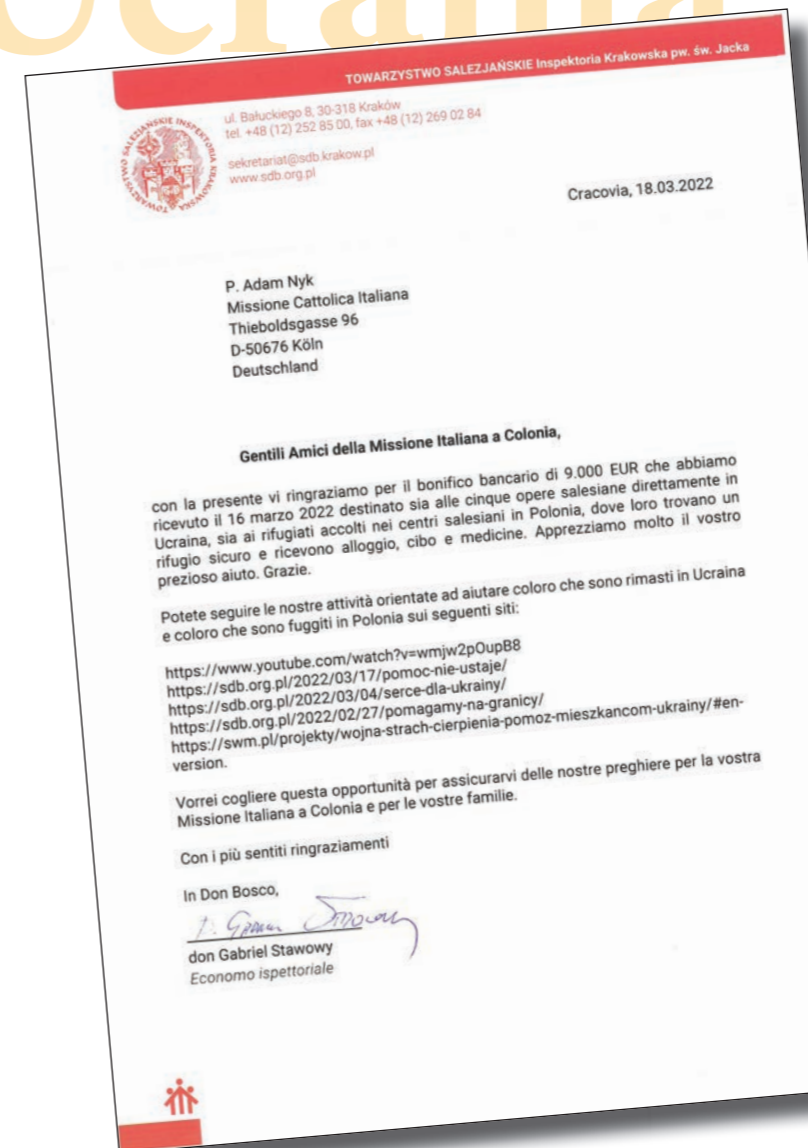 Ucraina
TOWARZYSTWO SALEZJAŃSKIE Inspektoria Krakowska pw. św. Jacka
TOWARZYSTWO SALEZJAŃSKIE INSPEKTORIA KRAKOWSKA
ul. Bałuckiego 8, 30-318 Kraków
tel. +48 (12) 252 85 00, fax +48 (12) 269 02 84
sekretariat@sdb.krakow.pl
www.sdb.org.pl
Cracovia, 18.03.2022
P. Adam Nyk
Missione Cattolica Italiana
Thieboldsgasse 96
D-50676 Köln
Deutschland
Gentili Amici della Missione Italiana a Colonia,
con la presente vi ringraziamo per il bonifico bancario di 9.000 EUR che abbiamo
ricevuto il 16 marzo 2022 destinato sia alle cinque opere salesiane direttamente in
Ucraina, sia ai rifugiati accolti nei centri salesiani in Polonia, dove loro trovano un
rifugio sicuro e ricevono alloggio, cibo e medicine. Apprezziamo molto il vostro
prezioso aiuto. Grazie.
Potete seguire le nostre attività orientate ad aiutare coloro che sono rimasti in Ucraina
e coloro che sono fuggiti in Polonia sui seguenti siti:
https://www.youtube.com/watch?v=wmjw2pOupB8
https://sdb.org.pl/2022/03/17/pomoc-nie-ustaje/
https://sdb.org.pl/2022/03/04/serce-dla-ukrainy/
https://sdb.org.pl/2022/02/27/pomagamy-na-granicy/
https://swm.pl/projekty/wojna-strach-cierpienia-pomoz-mieszkancom-ukrainy/#en-
version.
Vorrei cogliere questa opportunità per assicurarvi delle nostre preghiere per la vostra
Missione Italiana a Colonia e per le vostre familie.
Con i più sentiti ringraziamenti
In Don Bosco,
don Gabriel Stawowy
Economo ispettoriale